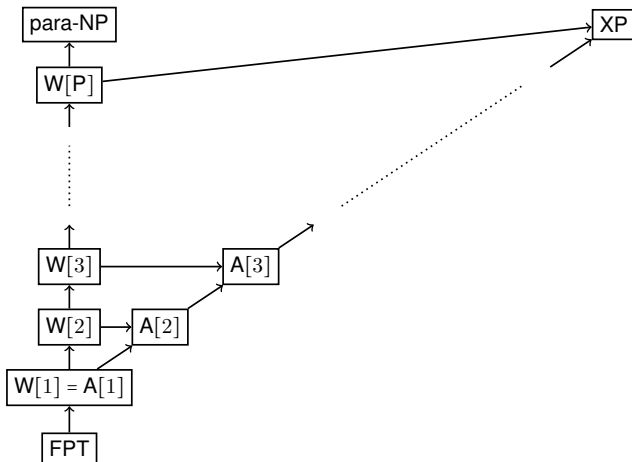 para-NP
XP
W[P]
W[3]
A[3]
W[2]
A[2]
W[1] = A[1]
FPT